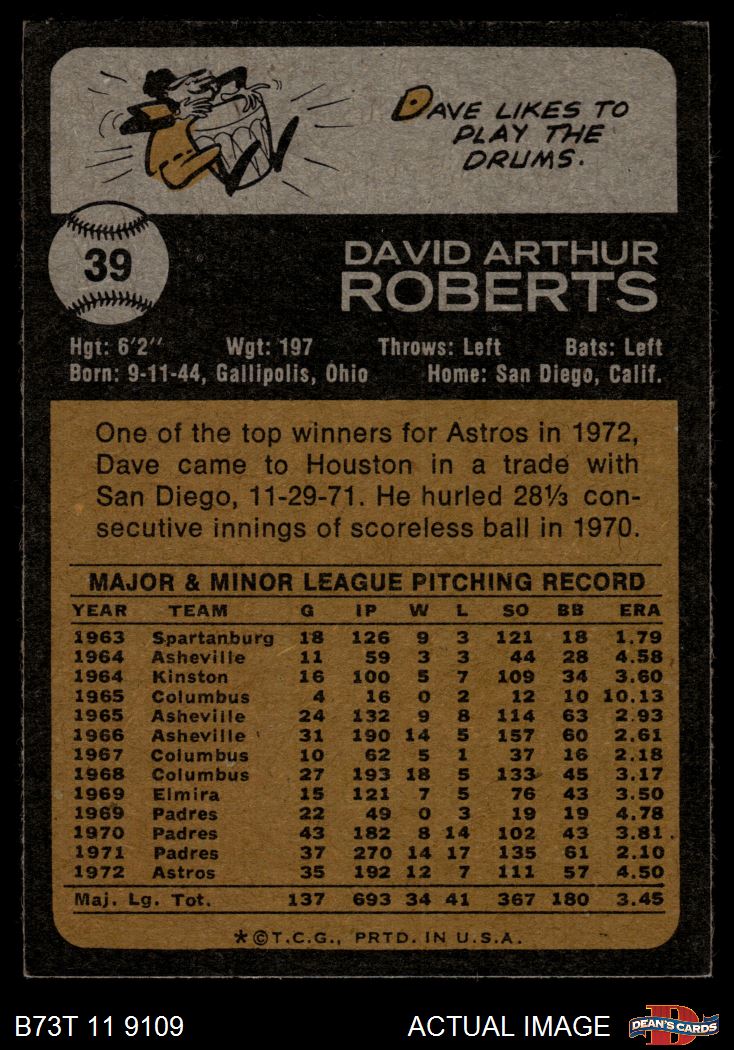 DAVE LIKES TO
PLAY THE
DRUMS.
39
DAVID ARTHUR
ROBERTS
Hgt: 6'2" Wgt: 197 Throws: Left Bats: Left
Born: 9-11-44, Gallipolis, Ohio Home: San Diego, Calif.
One of the top winners for Astros in 1972,
Dave came to Houston in a trade with
San Diego, 11-29-71. He hurled 28⅓ con-
secutive innings of scoreless ball in 1970.
MAJOR & MINOR LEAGUE PITCHING RECORD
YEAR TEAM G IP W L SO BB ERA
1963 Spartanburg 18 126 9 3 121 18 1.79
1964 Asheville 11 59 3 3 44 28 4.58
1964 Kinston 16 100 5 7 109 34 3.60
1965 Columbus 4 16 0 2 12 10 10.13
1965 Asheville 24 132 9 8 114 63 2.93
1966 Asheville 31 190 14 5 157 60 2.61
1967 Columbus 10 62 5 1 37 16 2.18
1968 Columbus 27 193 18 5 133 45 3.17
1969 Elmira 15 121 7 5 76 43 3.50
1969 Padres 22 49 0 3 19 19 4.78
1970 Padres 43 182 8 14 102 43 3.81
1971 Padres 37 270 14 17 135 61 2.10
1972 Astros 35 192 12 7 111 57 4.50
Maj. Lg. Tot. 137 693 34 41 367 180 3.45
*©T.C.G., PRTD. IN U.S.A.
B73T 11 9109 ACTUAL IMAGE DEAN'S CARDS